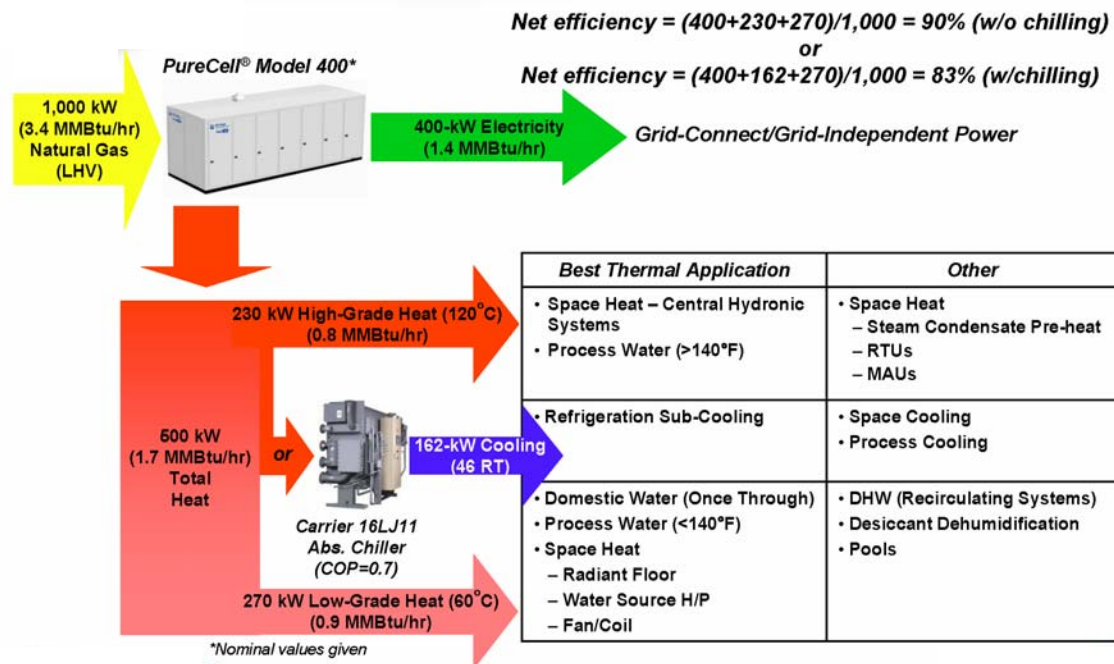 Net efficiency = (400+230+270)/1,000 = 90% (w/o chilling)
or
Net efficiency = (400+162+270)/1,000 = 83% (w/chilling)
PureCell® Model 400*
1,000 kW
(3.4 MMBtu/hr)
Natural Gas
(LHV)
400-kW Electricity
(1.4 MMBtu/hr)
Grid-Connect/Grid-Independent Power
230 kW High-Grade Heat (120°C)
(0.8 MMBtu/hr)
500 kW
(1.7 MMBtu/hr)
Total
Heat
or
162-kW Cooling
(46 RT)
Carrier 16LJ11
Abs. Chiller
(COP=0.7)
270 kW Low-Grade Heat (60°C)
(0.9 MMBtu/hr)
*Nominal values given
Best Thermal Application
Other
• Space Heat – Central Hydronic
Systems
• Process Water (>140°F)
• Space Heat
– Steam Condensate Pre-heat
– RTUs
– MAUs
• Refrigeration Sub-Cooling
• Space Cooling
• Process Cooling
• Domestic Water (Once Through)
• Process Water (<140°F)
• Space Heat
– Radiant Floor
– Water Source H/P
– Fan/Coil
• DHW (Recirculating Systems)
• Desiccant Dehumidification
• Pools